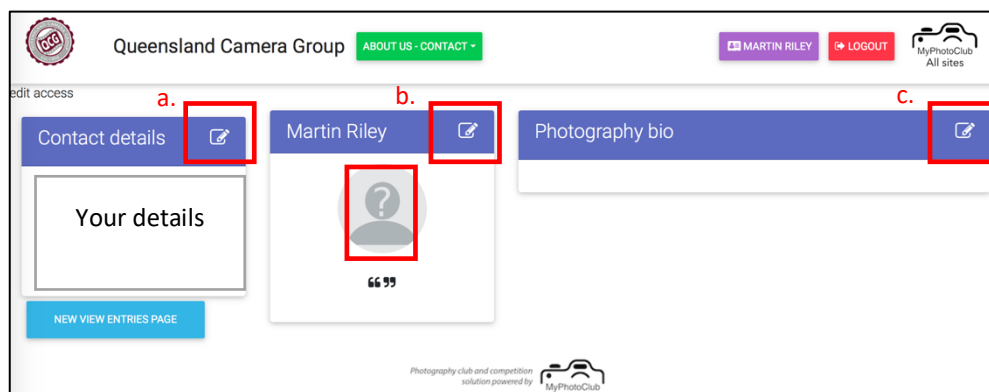 QCG
Queensland Camera Group
ABOUT US - CONTACT
MARTIN RILEY
LOGOUT
MyPhotoClub
All sites
edit access
a.
b.
c.
Contact details
Martin Riley
Photography bio
Your details
?
❝ ❞
NEW VIEW ENTRIES PAGE
Photography club and competition
solution powered by
MyPhotoClub